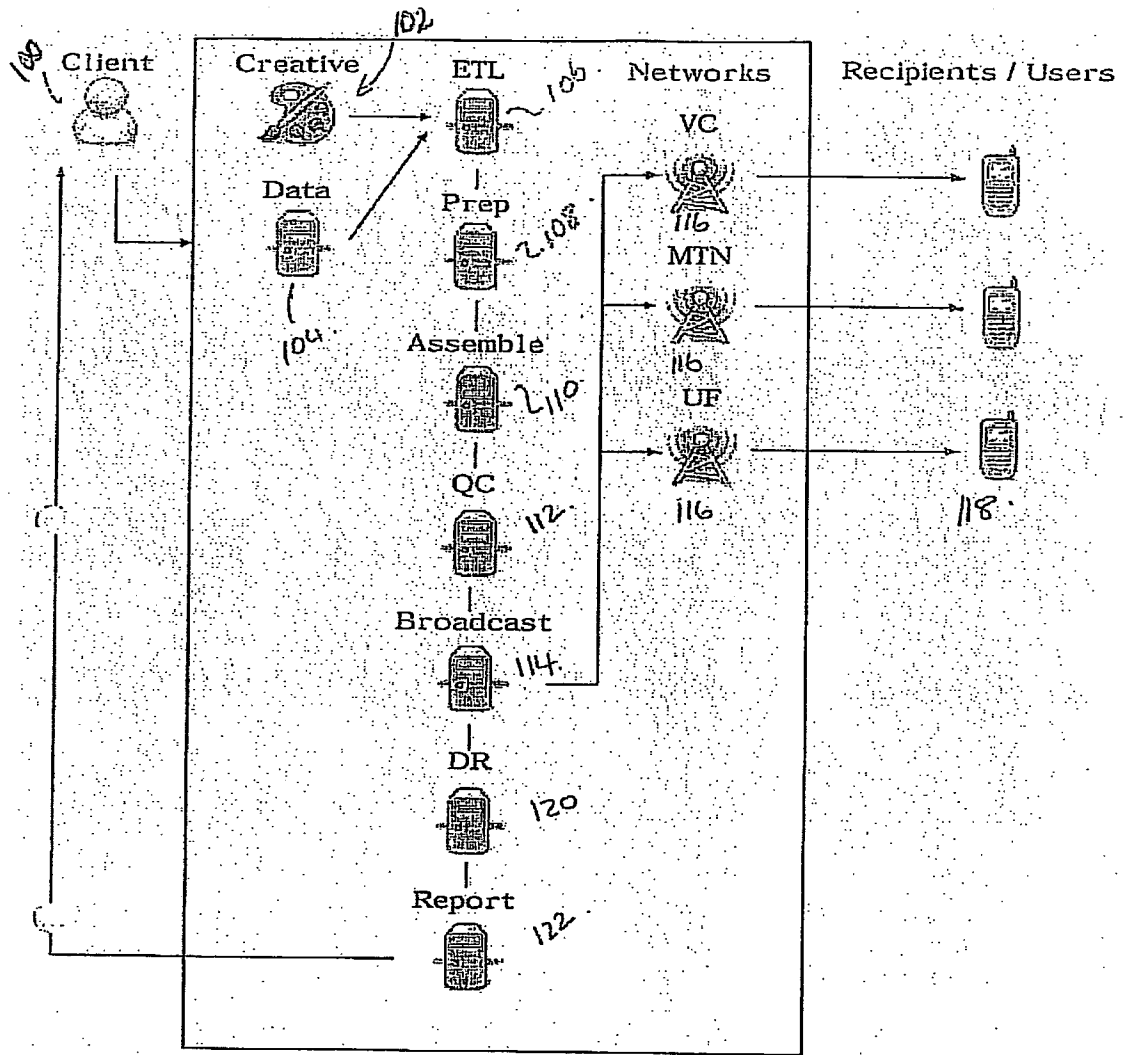 102
100
Client
Creative
ETL
Networks
Recipients / Users
106.
VC
Data
Prep
116
2.108.
MTN
104.
Assemble
110
116
UF
QC
112.
116
118.
Broadcast
114.
DR
120
Report
122.